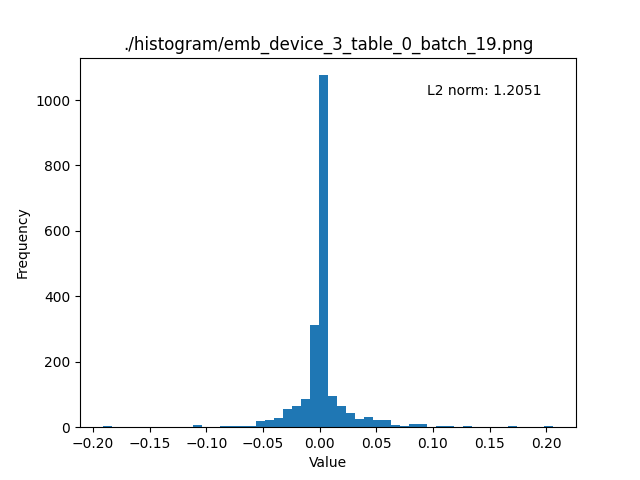 ./histogram/emb_device_3_table_0_batch_19.png
L2 norm: 1.2051
1000
800
600
400
200
0
Frequency
−0.20 −0.15 −0.10 −0.05 0.00 0.05 0.10 0.15 0.20
Value